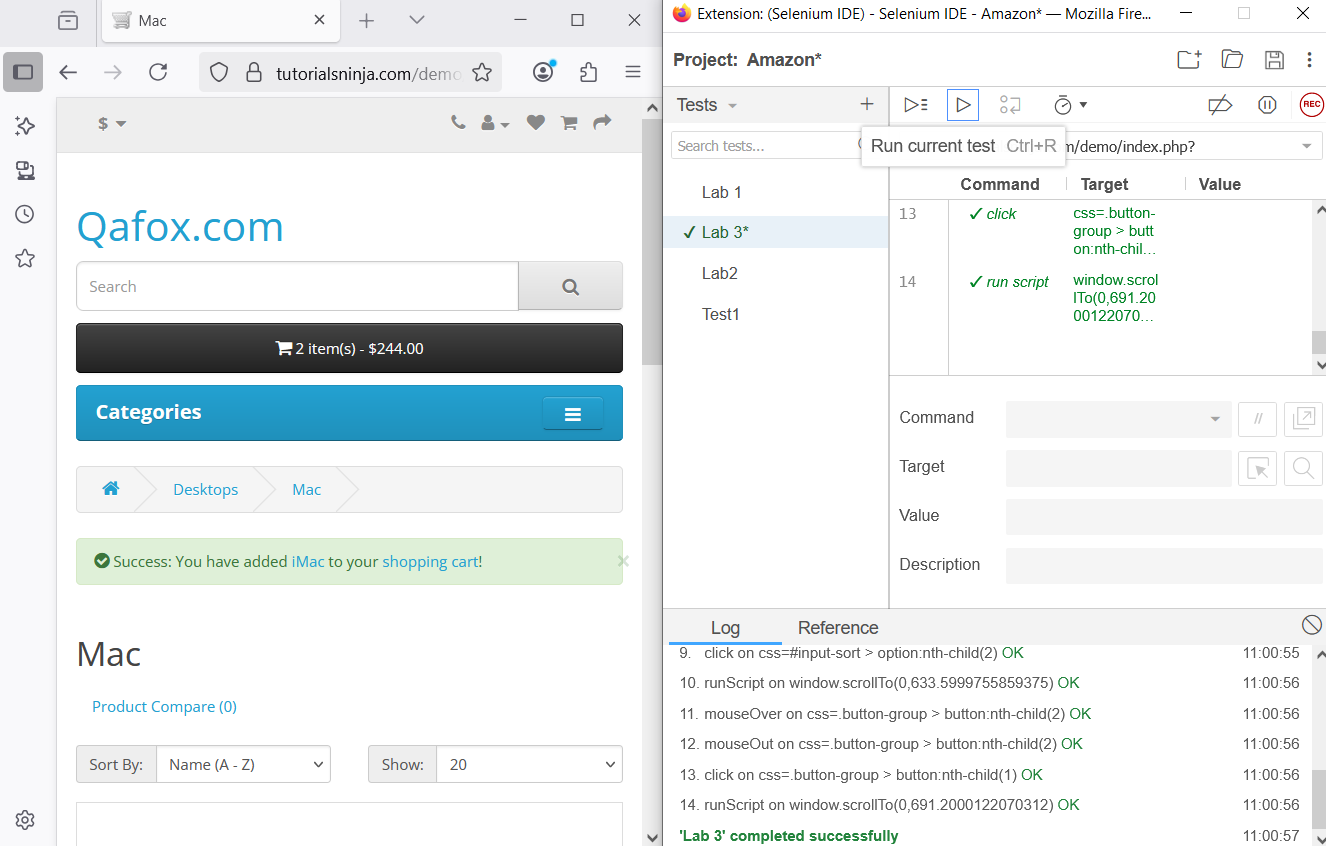 Mac
tutorialsninja.com/demo
$
Qafox.com
Search
2 item(s) - $244.00
Categories
Desktops
Mac
Success: You have added iMac to your shopping cart!
×
Mac
Product Compare (0)
Sort By:
Name (A - Z)
Show:
20
Extension: (Selenium IDE) - Selenium IDE - Amazon* — Mozilla Fire...
Project: Amazon*
Tests
REC
Search tests...
Run current test Ctrl+R
m/demo/index.php?
Lab 1
Lab 3*
Lab2
Test1
Command
Target
Value
13
click
css=.button-
group > butt
on:nth-chil...
14
run script
window.scrol
lTo(0,691.20
00122070...
Command
//
Target
Value
Description
Log
Reference
9. click on css=#input-sort > option:nth-child(2) OK 11:00:55
10. runScript on window.scrollTo(0,633.5999755859375) OK 11:00:56
11. mouseOver on css=.button-group > button:nth-child(2) OK 11:00:56
12. mouseOut on css=.button-group > button:nth-child(2) OK 11:00:56
13. click on css=.button-group > button:nth-child(1) OK 11:00:56
14. runScript on window.scrollTo(0,691.2000122070312) OK 11:00:56
'Lab 3' completed successfully 11:00:57